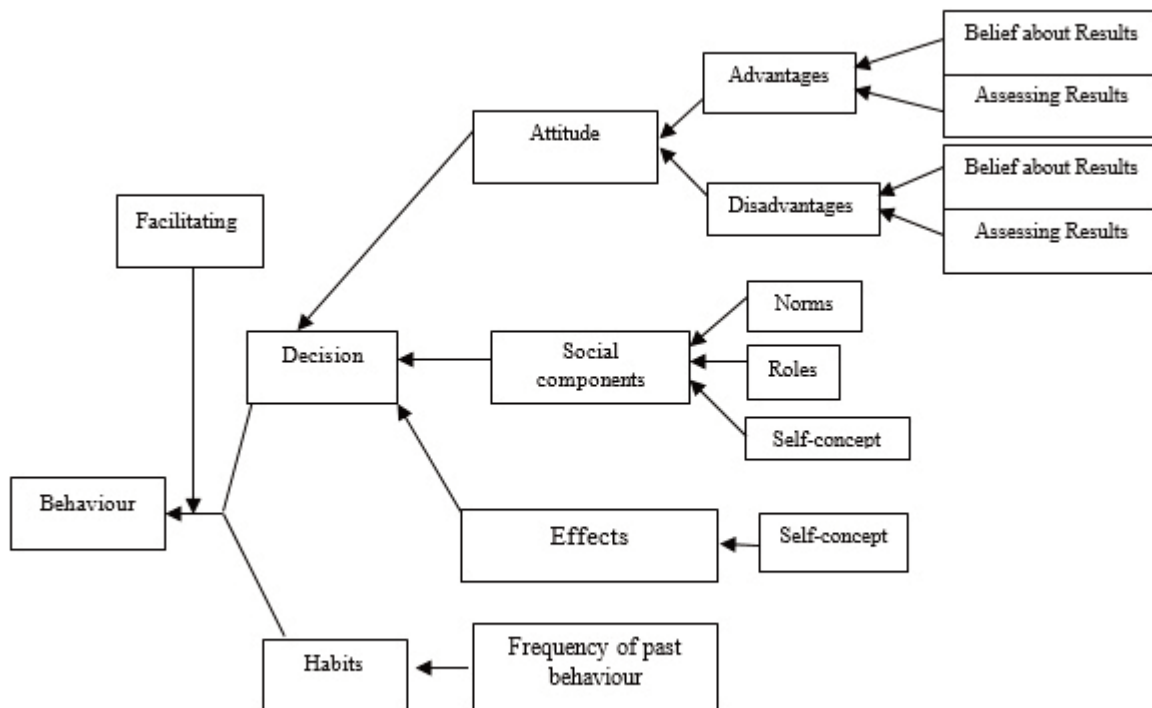 Belief about Results
Advantages
Assessing Results
Attitude
Belief about Results
Disadvantages
Assessing Results
Facilitating
Norms
Decision
Social
components
Roles
Self-concept
Behaviour
Effects
Self-concept
Habits
Frequency of past
behaviour